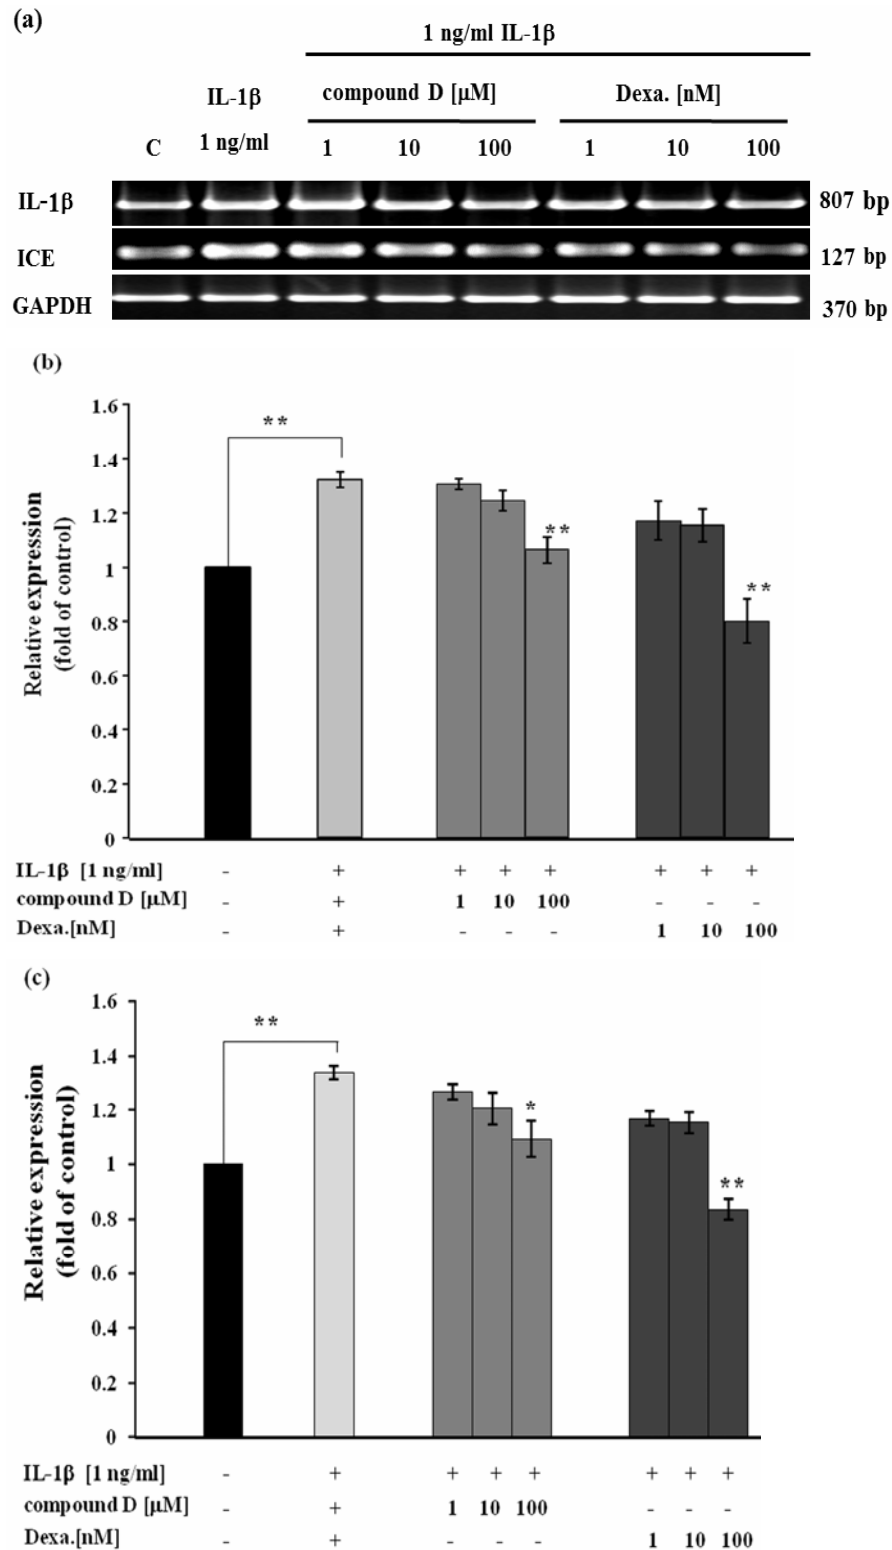 (a)
1 ng/ml IL-1β
IL-1β compound D [μM] Dexa. [nM]
C 1 ng/ml 1 10 100 1 10 100
IL-1β 807 bp
ICE 127 bp
GAPDH 370 bp
(b)
Relative expression
(fold of control)
1.6
1.4
1.2
1
0.8
0.6
0.4
0.2
0
**
**
**
IL-1β [1 ng/ml] - + + + + + + +
compound D [μM] - + 1 10 100 - - -
Dexa.[nM] - + - - - 1 10 100
(c)
Relative expression
(fold of control)
1.6
1.4
1.2
1
0.8
0.6
0.4
0.2
0
**
*
**
IL-1β [1 ng/ml] - + + + + + + +
compound D [μM] - + 1 10 100 - - -
Dexa.[nM] - + - - - 1 10 100